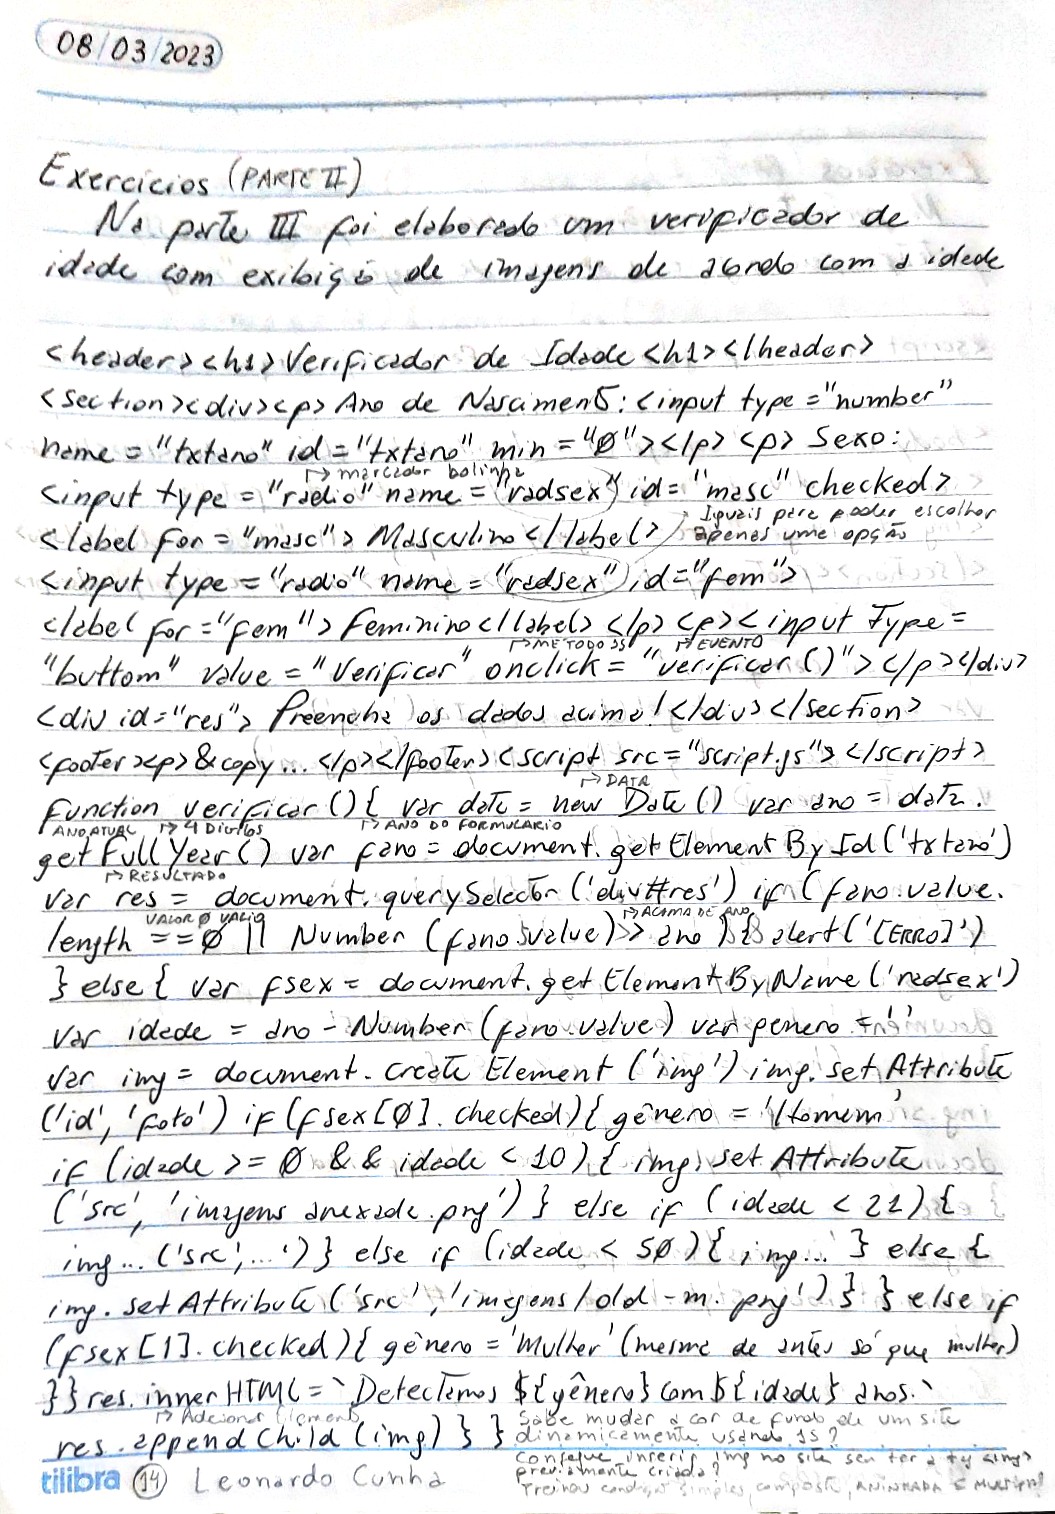 08/03/2023
Exercícios (PARTE II)
Na parte III foi elaborado um verificador de
idade com exibiçã de imagens de acordo com a idade
<header><h1>Verificador de Idade<h1></header>
<section><div><p> Ano de Nascimento: <input type="number"
name = "txtano" id = "txtano" min = "0"></p> <p> Sexo:
↳ marcador bolinha
<input type = "radio" name = "radsex" id = "masc" checked>
Iguais para poder escolher
<label for = "masc"> Masculino </label>
apenas uma opção
<input type = "radio" name = "radsex" id="fem">
<label for = "fem"> Feminino </label> </p> <p> <input Type =
↳ MÉTODO JS ↳ EVENTO
"buttom" value = "Verificar" onclick = "verificar ()"> </p></div>
<div id="res"> Preencha os dados acima! </div> </section>
<footer><p> &copy... </p></footer><script src = "script.js"> </script>
↳ DATA
function verificar () { var data = new Date () var ano = data.
ANO ATUAL ↳ 4 DIGITOS ↳ ANO DO FORMULARIO
getFullYear () var fano = document. getElementById ('txtano')
↳ RESULTADO
var res = document. querySelector ('div#res') if (fano.value.
VALOR 0 VAZIO ↳ ACIMA DE ANO
length == 0 || Number (fano.value) > ano ) { alert ('[ERRO]')
} else { var fsex = document. getElementByName ('radsex')
var idade = ano - Number (fano.value) var genero = ' '
var img = document. createElement ('img') img. setAttribute
('id', 'foto') if (fsex[0]. checked) { gênero = 'Homem'
if (idade >= 0 && idade < 10) { img. setAttribute
('src', 'imagens anexada.png') } else if (idade < 21) {
img... ('src',...') } else if (idade < 50) { img... } else {
img. setAttribute ('src', 'imagens/old-m. png') } } else if
(fsex [1]. checked) { gênero = 'Mulher' (mesma de antes só que mulher)
}} res. innerHTML = `Detectamos ${gênero} com ${idade} anos.`
↳ Adicionar Elemento
res. appendChild (img) } }
Sabe mudar a cor de fundo de um site
dinamicamente usando JS?
Consegue inserir img no site sem ter a tag <img>
previamente criada?
Treinou condição simples, composta, ANINHADA E MULTIPLA?
tilibra 14 Leonardo Cunha